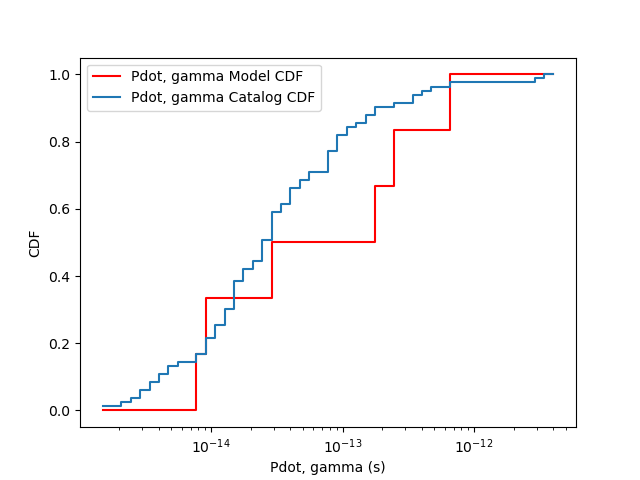 Pdot, gamma Model CDF
Pdot, gamma Catalog CDF
1.0
0.8
0.6
0.4
0.2
0.0
CDF
10⁻¹⁴ 10⁻¹³ 10⁻¹²
Pdot, gamma (s)